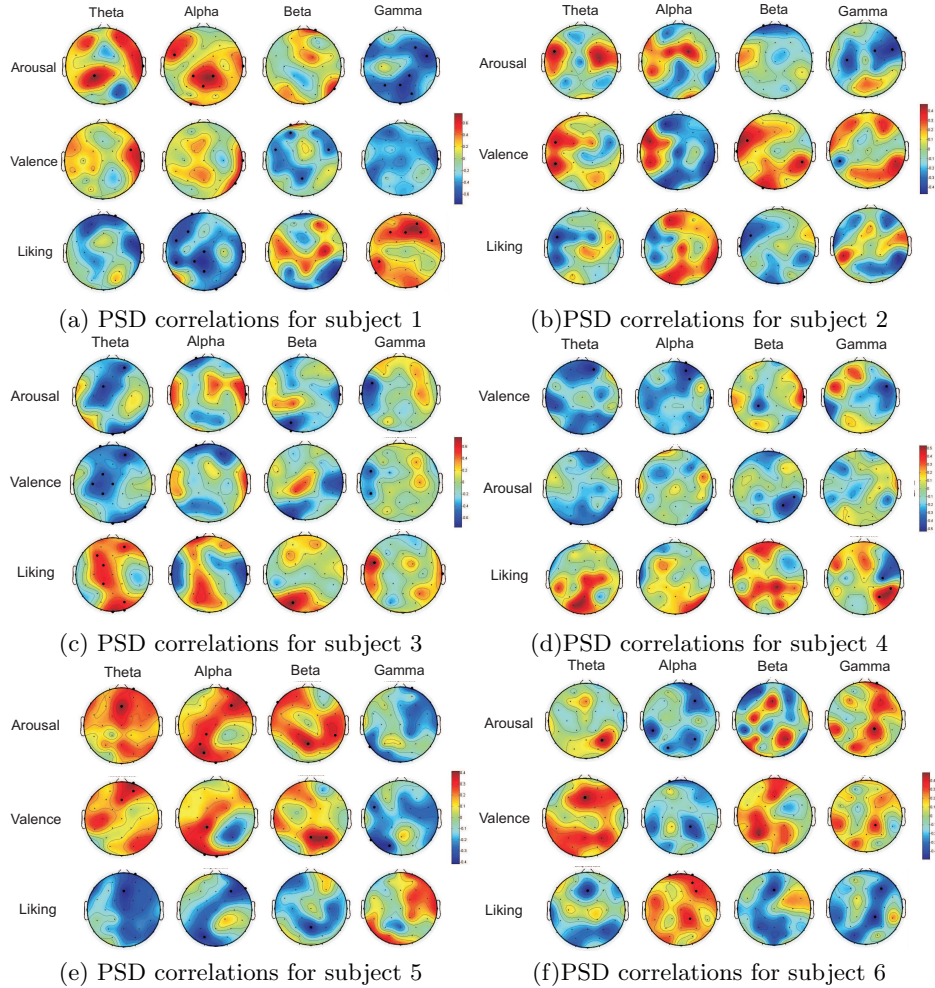 Theta Alpha Beta Gamma
Arousal
Valence
Liking
(a) PSD correlations for subject 1
Theta Alpha Beta Gamma
Arousal
Valence
Liking
(b)PSD correlations for subject 2
Theta Alpha Beta Gamma
Arousal
Valence
Liking
(c) PSD correlations for subject 3
Theta Alpha Beta Gamma
Valence
Arousal
Liking
(d)PSD correlations for subject 4
Theta Alpha Beta Gamma
Arousal
Valence
Liking
(e) PSD correlations for subject 5
Theta Alpha Beta Gamma
Arousal
Valence
Liking
(f)PSD correlations for subject 6